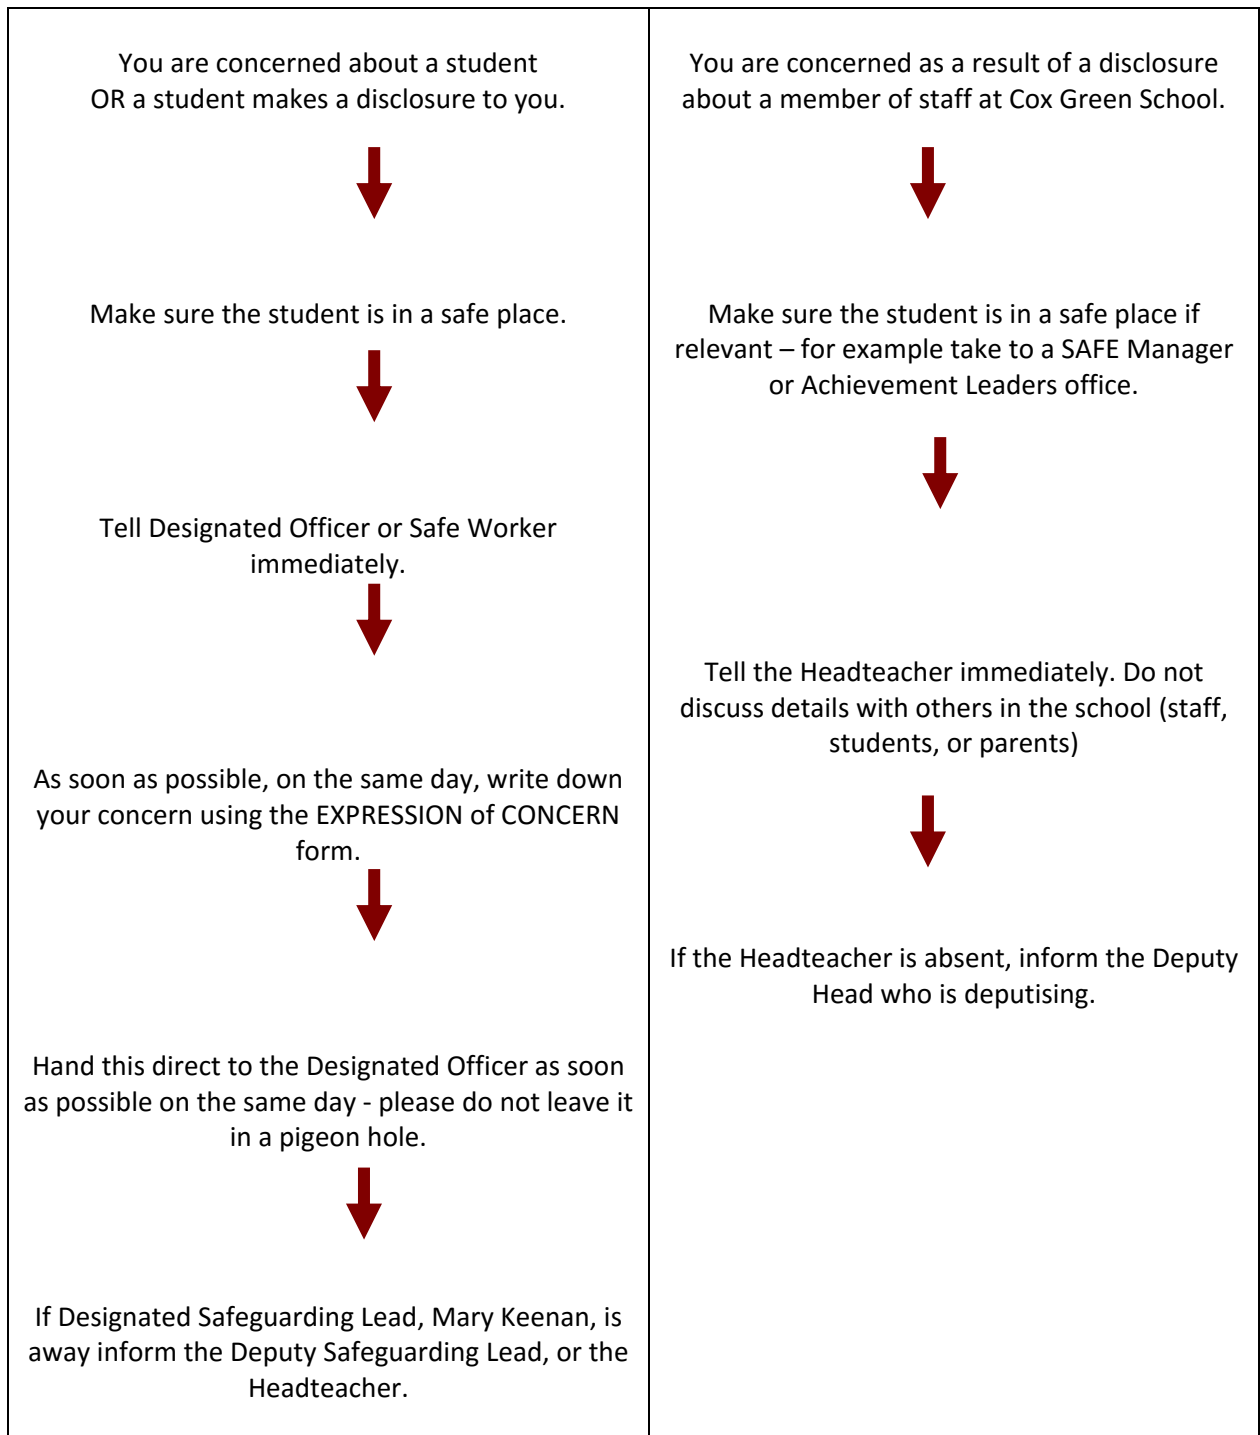 You are concerned about a student
OR a student makes a disclosure to you.
Make sure the student is in a safe place.
Tell Designated Officer or Safe Worker
immediately.
As soon as possible, on the same day, write down
your concern using the EXPRESSION of CONCERN
form.
Hand this direct to the Designated Officer as soon
as possible on the same day - please do not leave it
in a pigeon hole.
If Designated Safeguarding Lead, Mary Keenan, is
away inform the Deputy Safeguarding Lead, or the
Headteacher.
You are concerned as a result of a disclosure
about a member of staff at Cox Green School.
Make sure the student is in a safe place if
relevant – for example take to a SAFE Manager
or Achievement Leaders office.
Tell the Headteacher immediately. Do not
discuss details with others in the school (staff,
students, or parents)
If the Headteacher is absent, inform the Deputy
Head who is deputising.